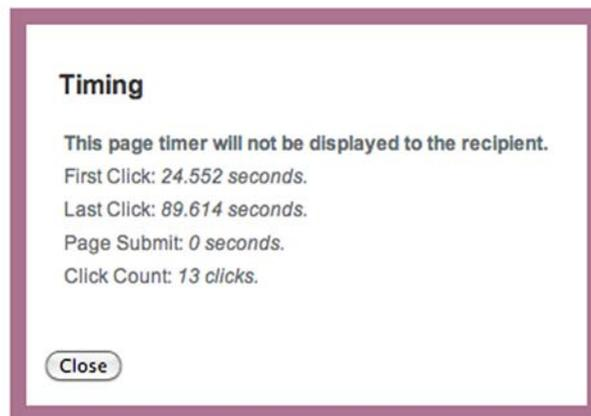 Timing
This page timer will not be displayed to the recipient.
First Click: 24.552 seconds.
Last Click: 89.614 seconds.
Page Submit: 0 seconds.
Click Count: 13 clicks.
Close